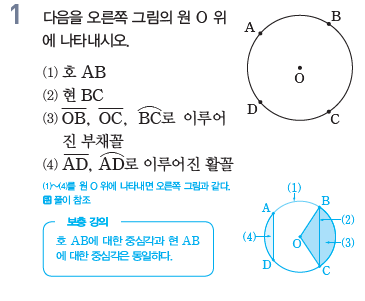 1 다음을 오른쪽 그림의 원 O 위
에 나타내시오.
(1) 호 AB
(2) 현 BC
(3) OB, OC, BC로 이루어
진 부채꼴
(4) AD, AD로 이루어진 활꼴
(1)~(4)를 원 O 위에 나타내면 오른쪽 그림과 같다.
답 풀이 참조
보충 강의
호 AB에 대한 중심각과 현 AB
에 대한 중심각은 동일하다.
A
B
O
D
C
(1)
A
B
(2)
(4)
O
(3)
D
C